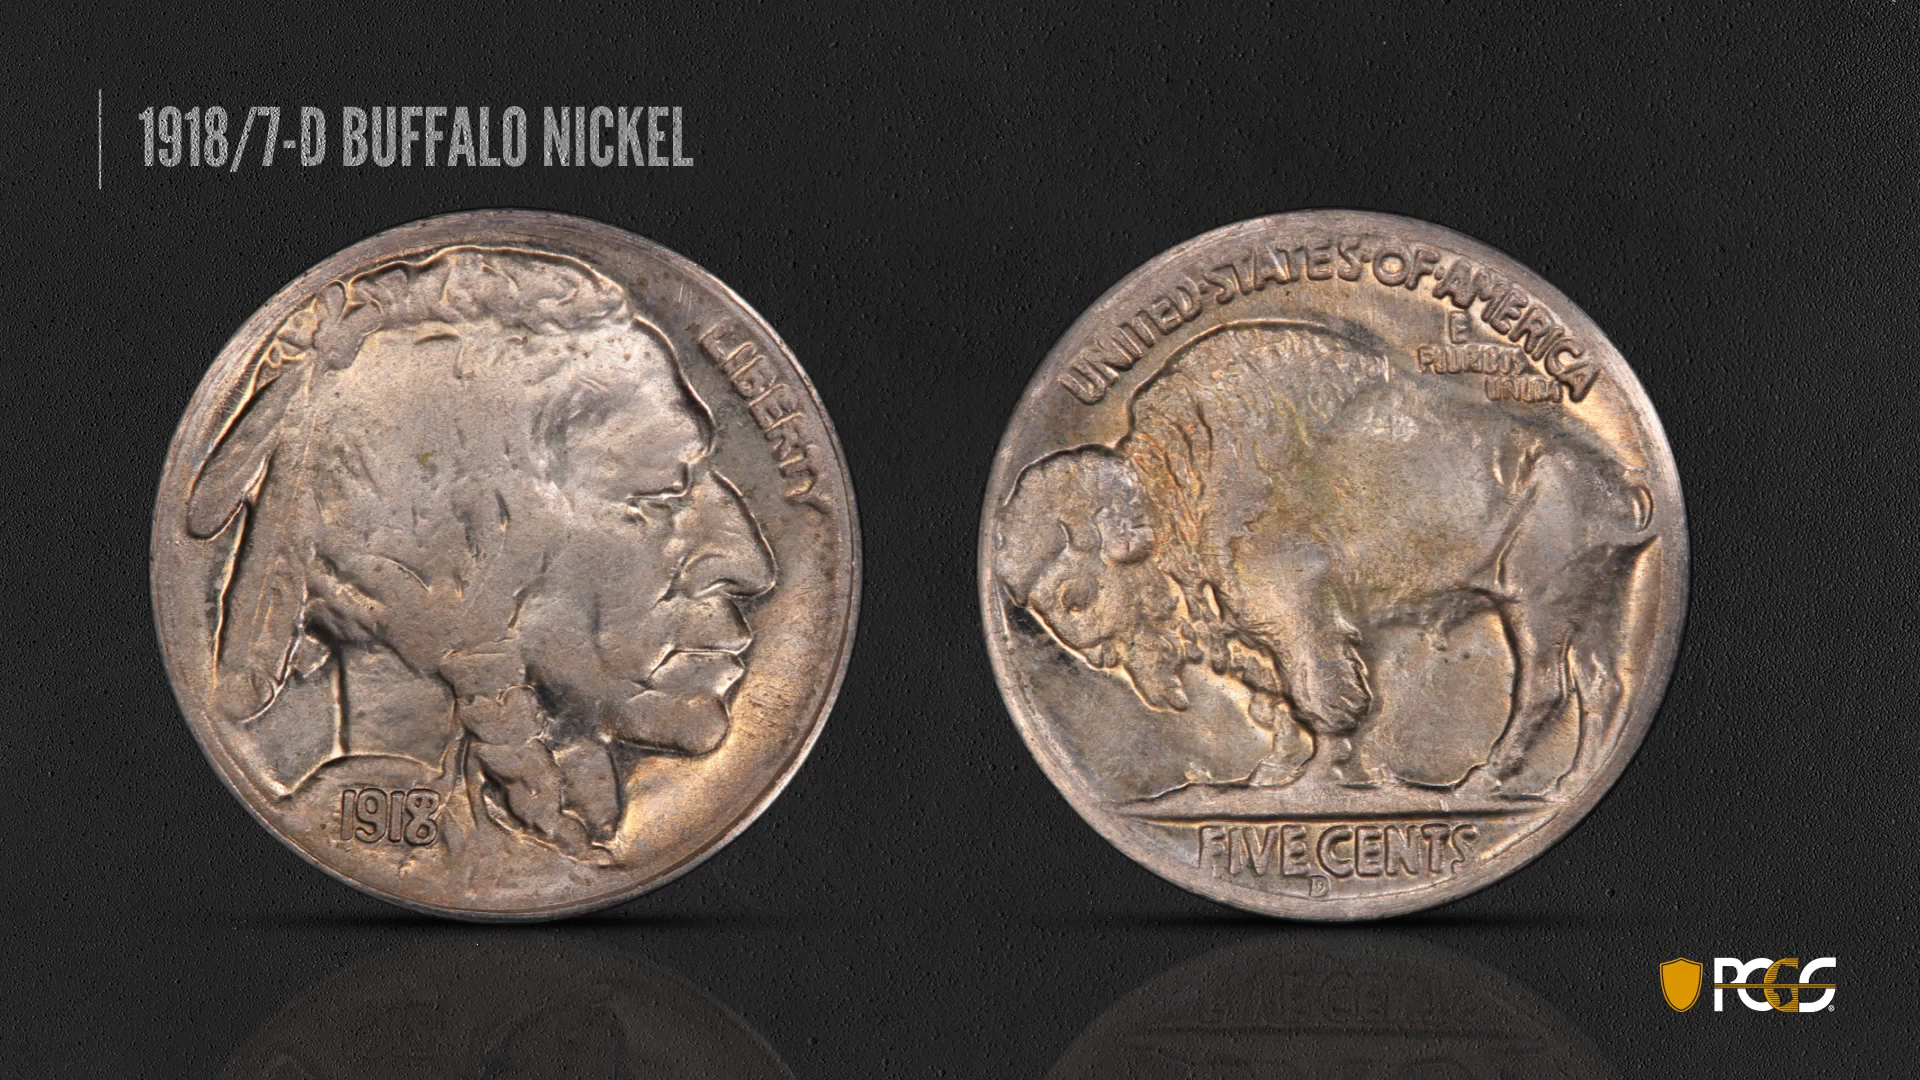 1918/7-D BUFFALO NICKEL
LIBERTY
1918
UNITED·STATES·OF·AMERICA
E
PLURIBUS
UNUM
FIVE CENTS
D
PCGS